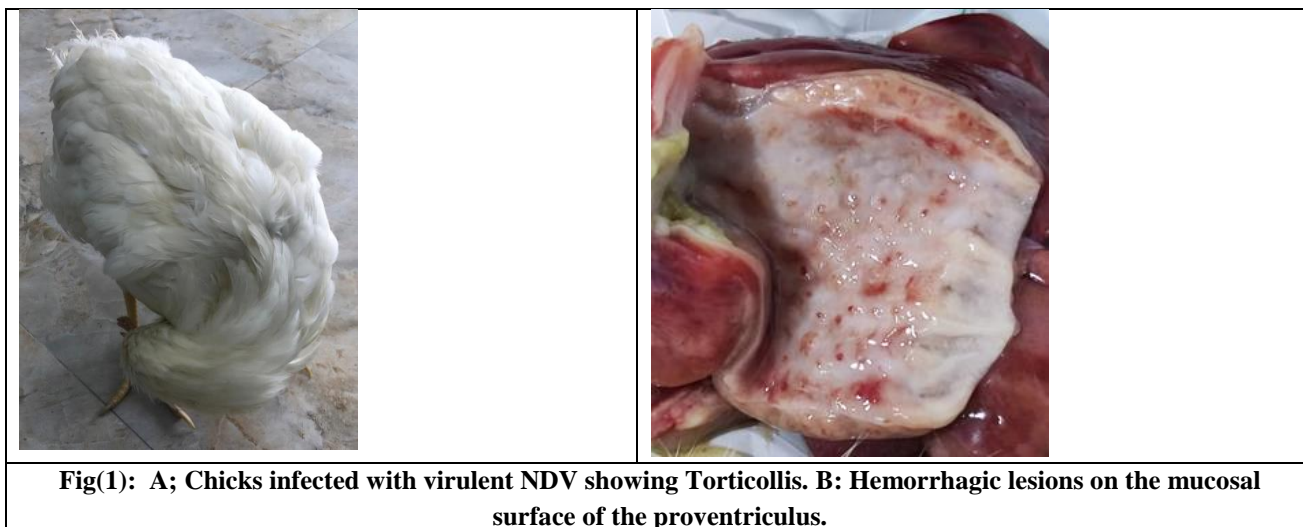 Fig(1): A; Chicks infected with virulent NDV showing Torticollis. B: Hemorrhagic lesions on the mucosal
surface of the proventriculus.